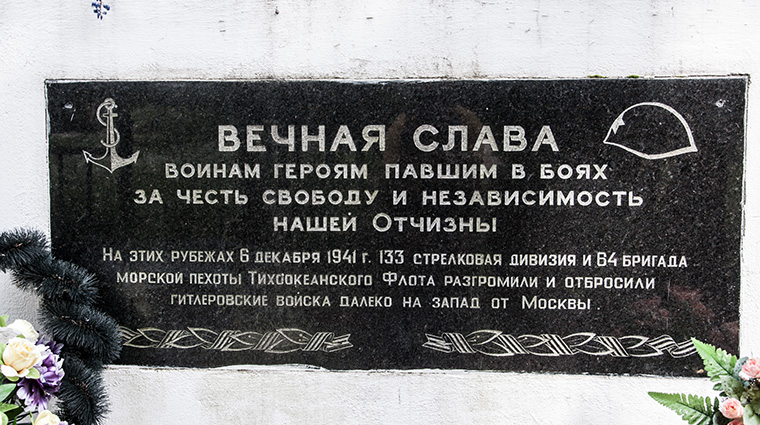 ВЕЧНАЯ СЛАВА
ВОИНАМ ГЕРОЯМ ПАВШИМ В БОЯХ
ЗА ЧЕСТЬ СВОБОДУ И НЕЗАВИСИМОСТЬ
НАШЕЙ ОТЧИЗНЫ
НА ЭТИХ РУБЕЖАХ 6 ДЕКАБРЯ 1941 Г. 133 СТРЕЛКОВАЯ ДИВИЗИЯ И 64 БРИГАДА
МОРСКОЙ ПЕХОТЫ ТИХООКЕАНСКОГО ФЛОТА РАЗГРОМИЛИ И ОТБРОСИЛИ
ГИТЛЕРОВСКИЕ ВОЙСКА ДАЛЕКО НА ЗАПАД ОТ МОСКВЫ.